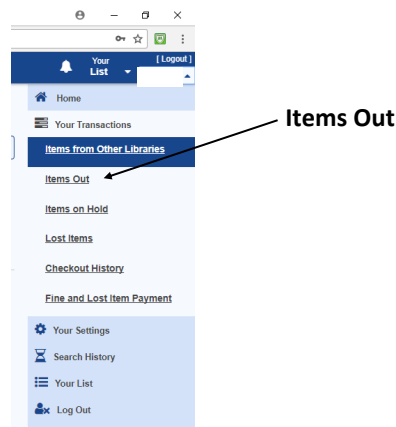 Your
List
[ Logout ]
Home
Your Transactions
Items from Other Libraries
Items Out
Items Out
Items on Hold
Lost Items
Checkout History
Fine and Lost Item Payment
Your Settings
Search History
Your List
Log Out